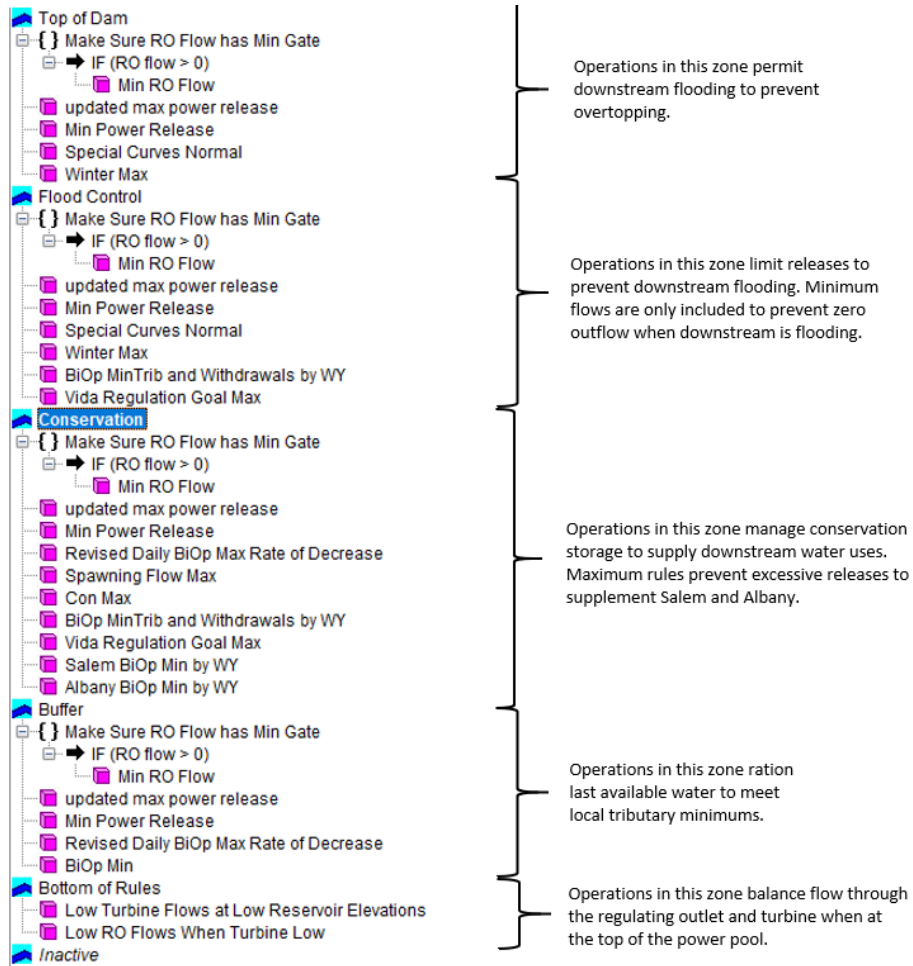 Top of Dam
{ } Make Sure RO Flow has Min Gate
IF (RO flow > 0)
Min RO Flow
updated max power release
Min Power Release
Special Curves Normal
Winter Max
Operations in this zone permit
downstream flooding to prevent
overtopping.
Flood Control
{ } Make Sure RO Flow has Min Gate
IF (RO flow > 0)
Min RO Flow
updated max power release
Min Power Release
Special Curves Normal
Winter Max
BiOp MinTrib and Withdrawals by WY
Vida Regulation Goal Max
Operations in this zone limit releases to
prevent downstream flooding. Minimum
flows are only included to prevent zero
outflow when downstream is flooding.
Conservation
{ } Make Sure RO Flow has Min Gate
IF (RO flow > 0)
Min RO Flow
updated max power release
Min Power Release
Revised Daily BiOp Max Rate of Decrease
Spawning Flow Max
Con Max
BiOp MinTrib and Withdrawals by WY
Vida Regulation Goal Max
Salem BiOp Min by WY
Albany BiOp Min by WY
Operations in this zone manage conservation
storage to supply downstream water uses.
Maximum rules prevent excessive releases to
supplement Salem and Albany.
Buffer
{ } Make Sure RO Flow has Min Gate
IF (RO flow > 0)
Min RO Flow
updated max power release
Min Power Release
Revised Daily BiOp Max Rate of Decrease
BiOp Min
Operations in this zone ration
last available water to meet
local tributary minimums.
Bottom of Rules
Low Turbine Flows at Low Reservoir Elevations
Low RO Flows When Turbine Low
Operations in this zone balance flow through
the regulating outlet and turbine when at
the top of the power pool.
Inactive